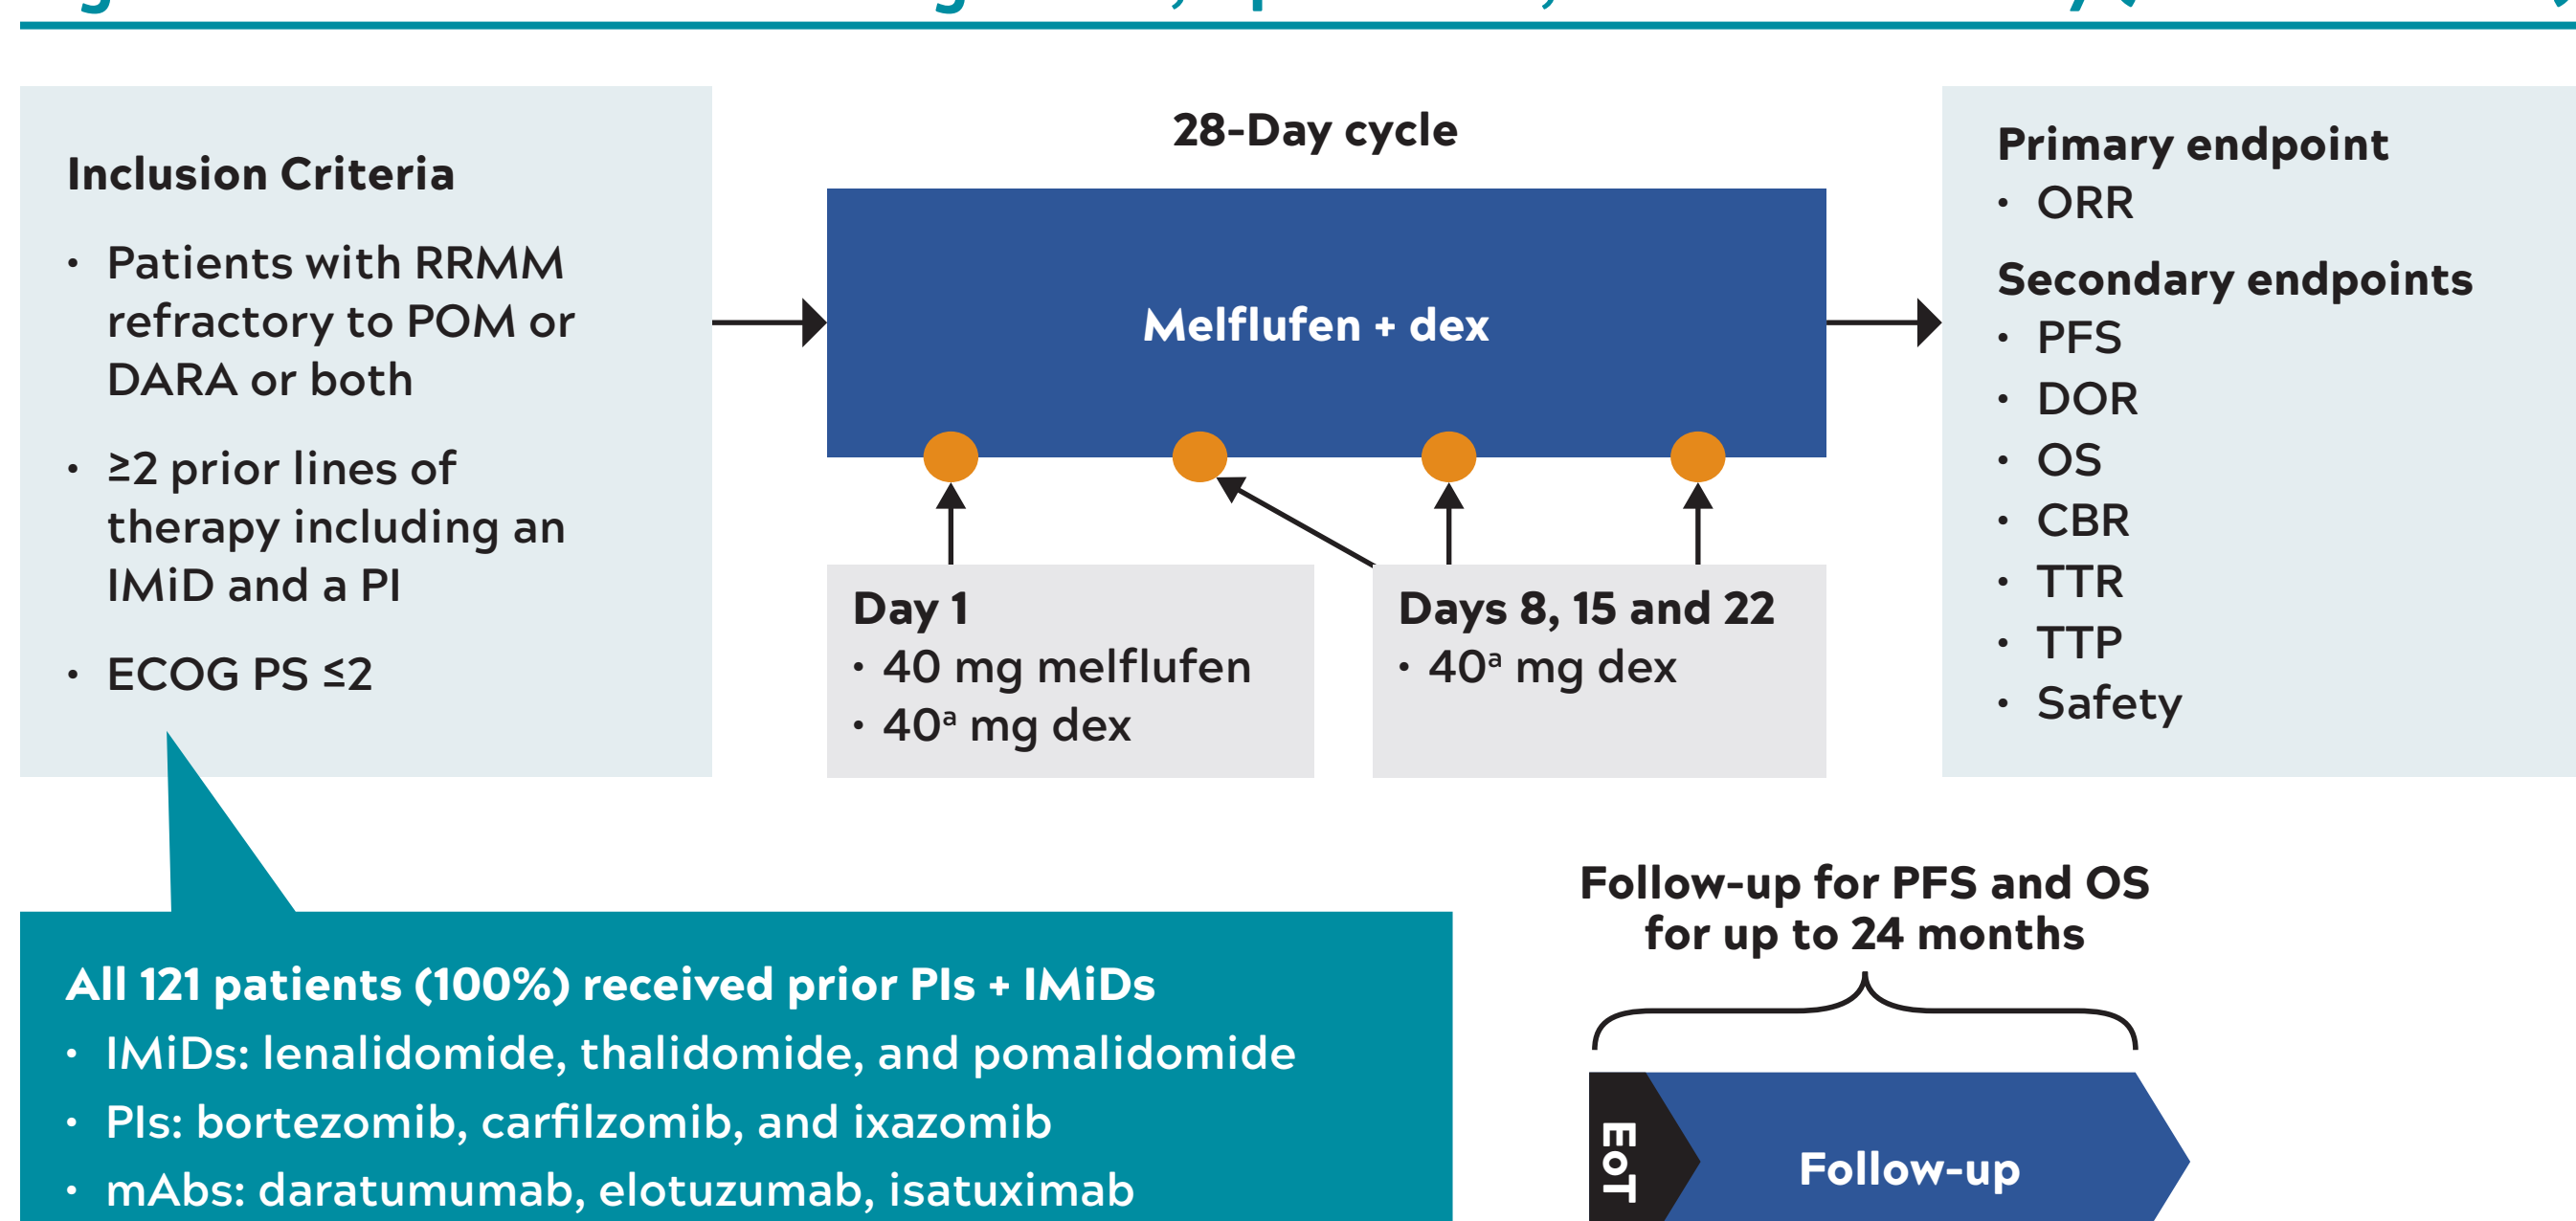 Inclusion Criteria
• Patients with RRMM
refractory to POM or
DARA or both
• ≥2 prior lines of
therapy including an
IMiD and a PI
• ECOG PS ≤2
28-Day cycle
Melflufen + dex
Day 1
• 40 mg melflufen
• 40ᵃ mg dex
Days 8, 15 and 22
• 40ᵃ mg dex
Primary endpoint
• ORR
Secondary endpoints
• PFS
• DOR
• OS
• CBR
• TTR
• TTP
• Safety
All 121 patients (100%) received prior PIs + IMiDs
• IMiDs: lenalidomide, thalidomide, and pomalidomide
• PIs: bortezomib, carfilzomib, and ixazomib
• mAbs: daratumumab, elotuzumab, isatuximab
Follow-up for PFS and OS
for up to 24 months
EoT
Follow-up